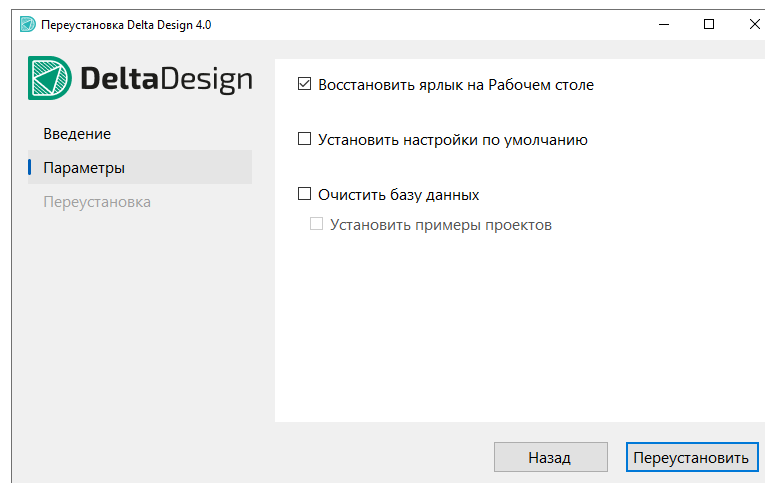 Переустановка Delta Design 4.0
DeltaDesign
Введение
Параметры
Переустановка
Восстановить ярлык на Рабочем столе
Установить настройки по умолчанию
Очистить базу данных
Установить примеры проектов
Назад
Переустановить